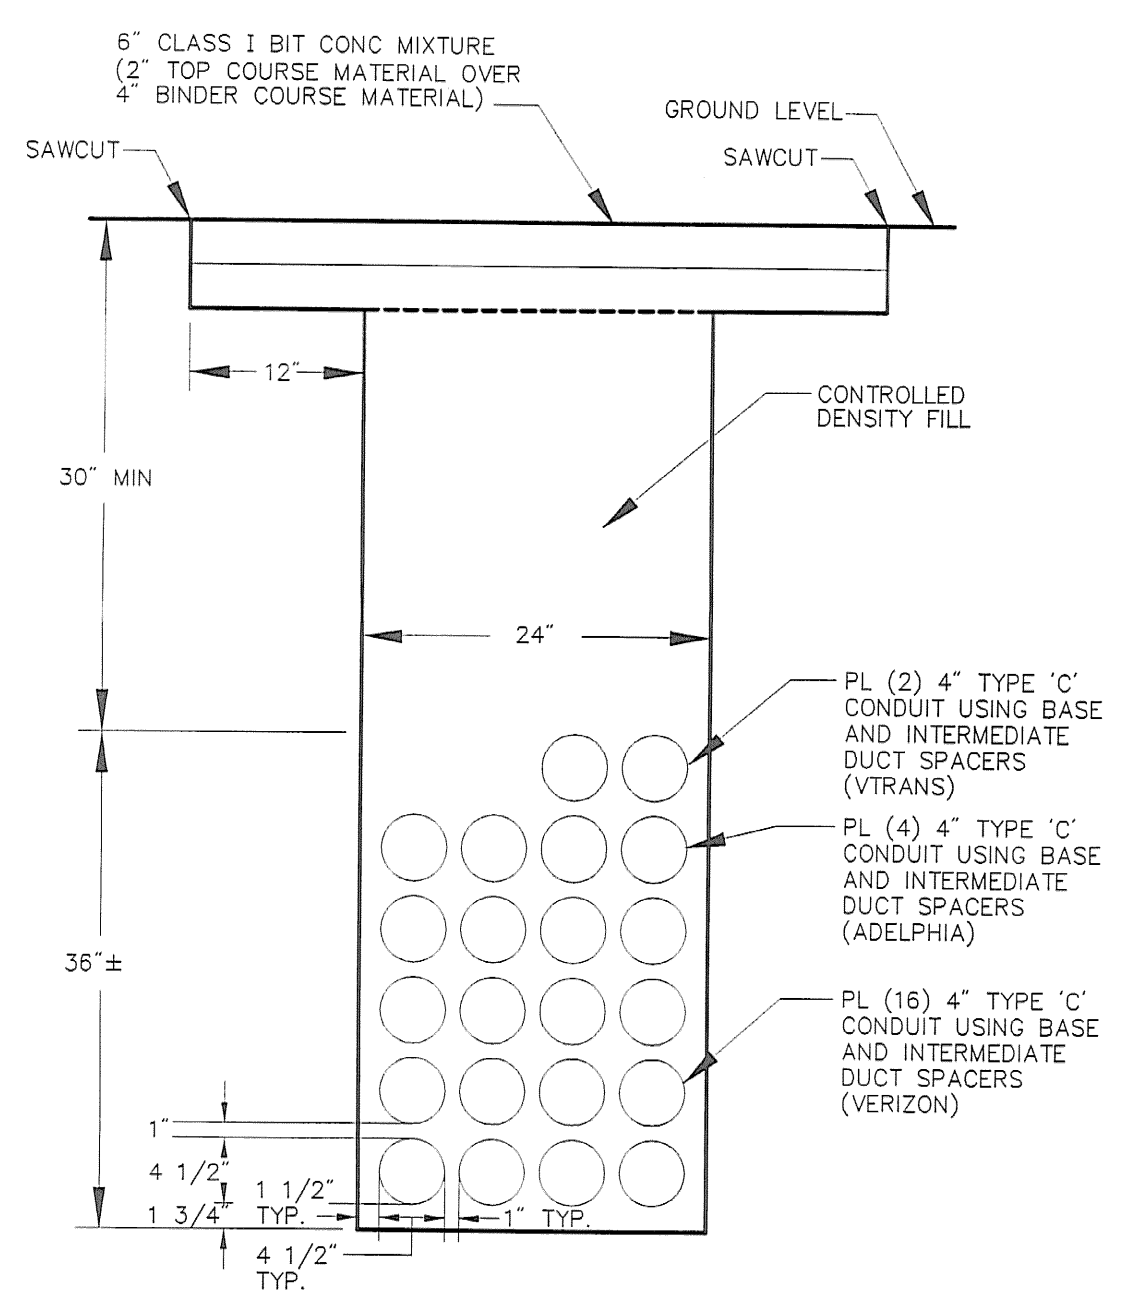 6" CLASS I BIT CONC MIXTURE
(2" TOP COURSE MATERIAL OVER
4" BINDER COURSE MATERIAL)
GROUND LEVEL
SAWCUT
SAWCUT
12"
CONTROLLED
DENSITY FILL
30" MIN
24"
PL (2) 4" TYPE 'C'
CONDUIT USING BASE
AND INTERMEDIATE
DUCT SPACERS
(VTRANS)
PL (4) 4" TYPE 'C'
CONDUIT USING BASE
AND INTERMEDIATE
DUCT SPACERS
(ADELPHIA)
36"±
PL (16) 4" TYPE 'C'
CONDUIT USING BASE
AND INTERMEDIATE
DUCT SPACERS
(VERIZON)
1"
4 1/2"
1 3/4"
1 1/2"
TYP.
1" TYP.
4 1/2"
TYP.